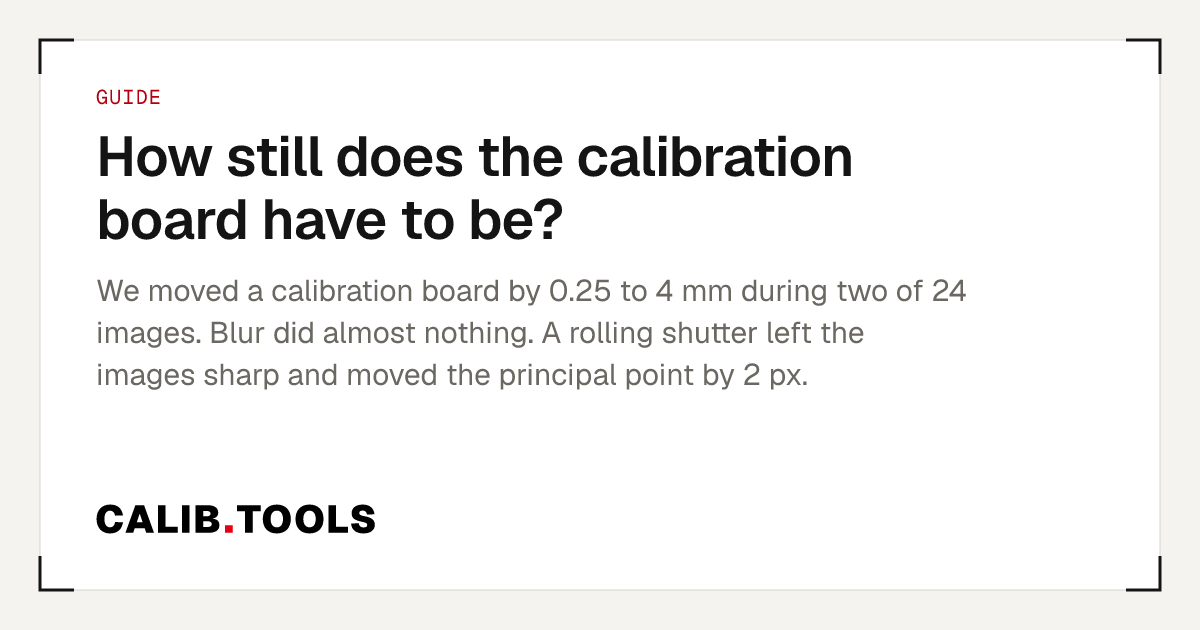 GUIDE
How still does the calibration
board have to be?
We moved a calibration board by 0.25 to 4 mm during two of 24
images. Blur did almost nothing. A rolling shutter left the
images sharp and moved the principal point by 2 px.
CALIB.TOOLS